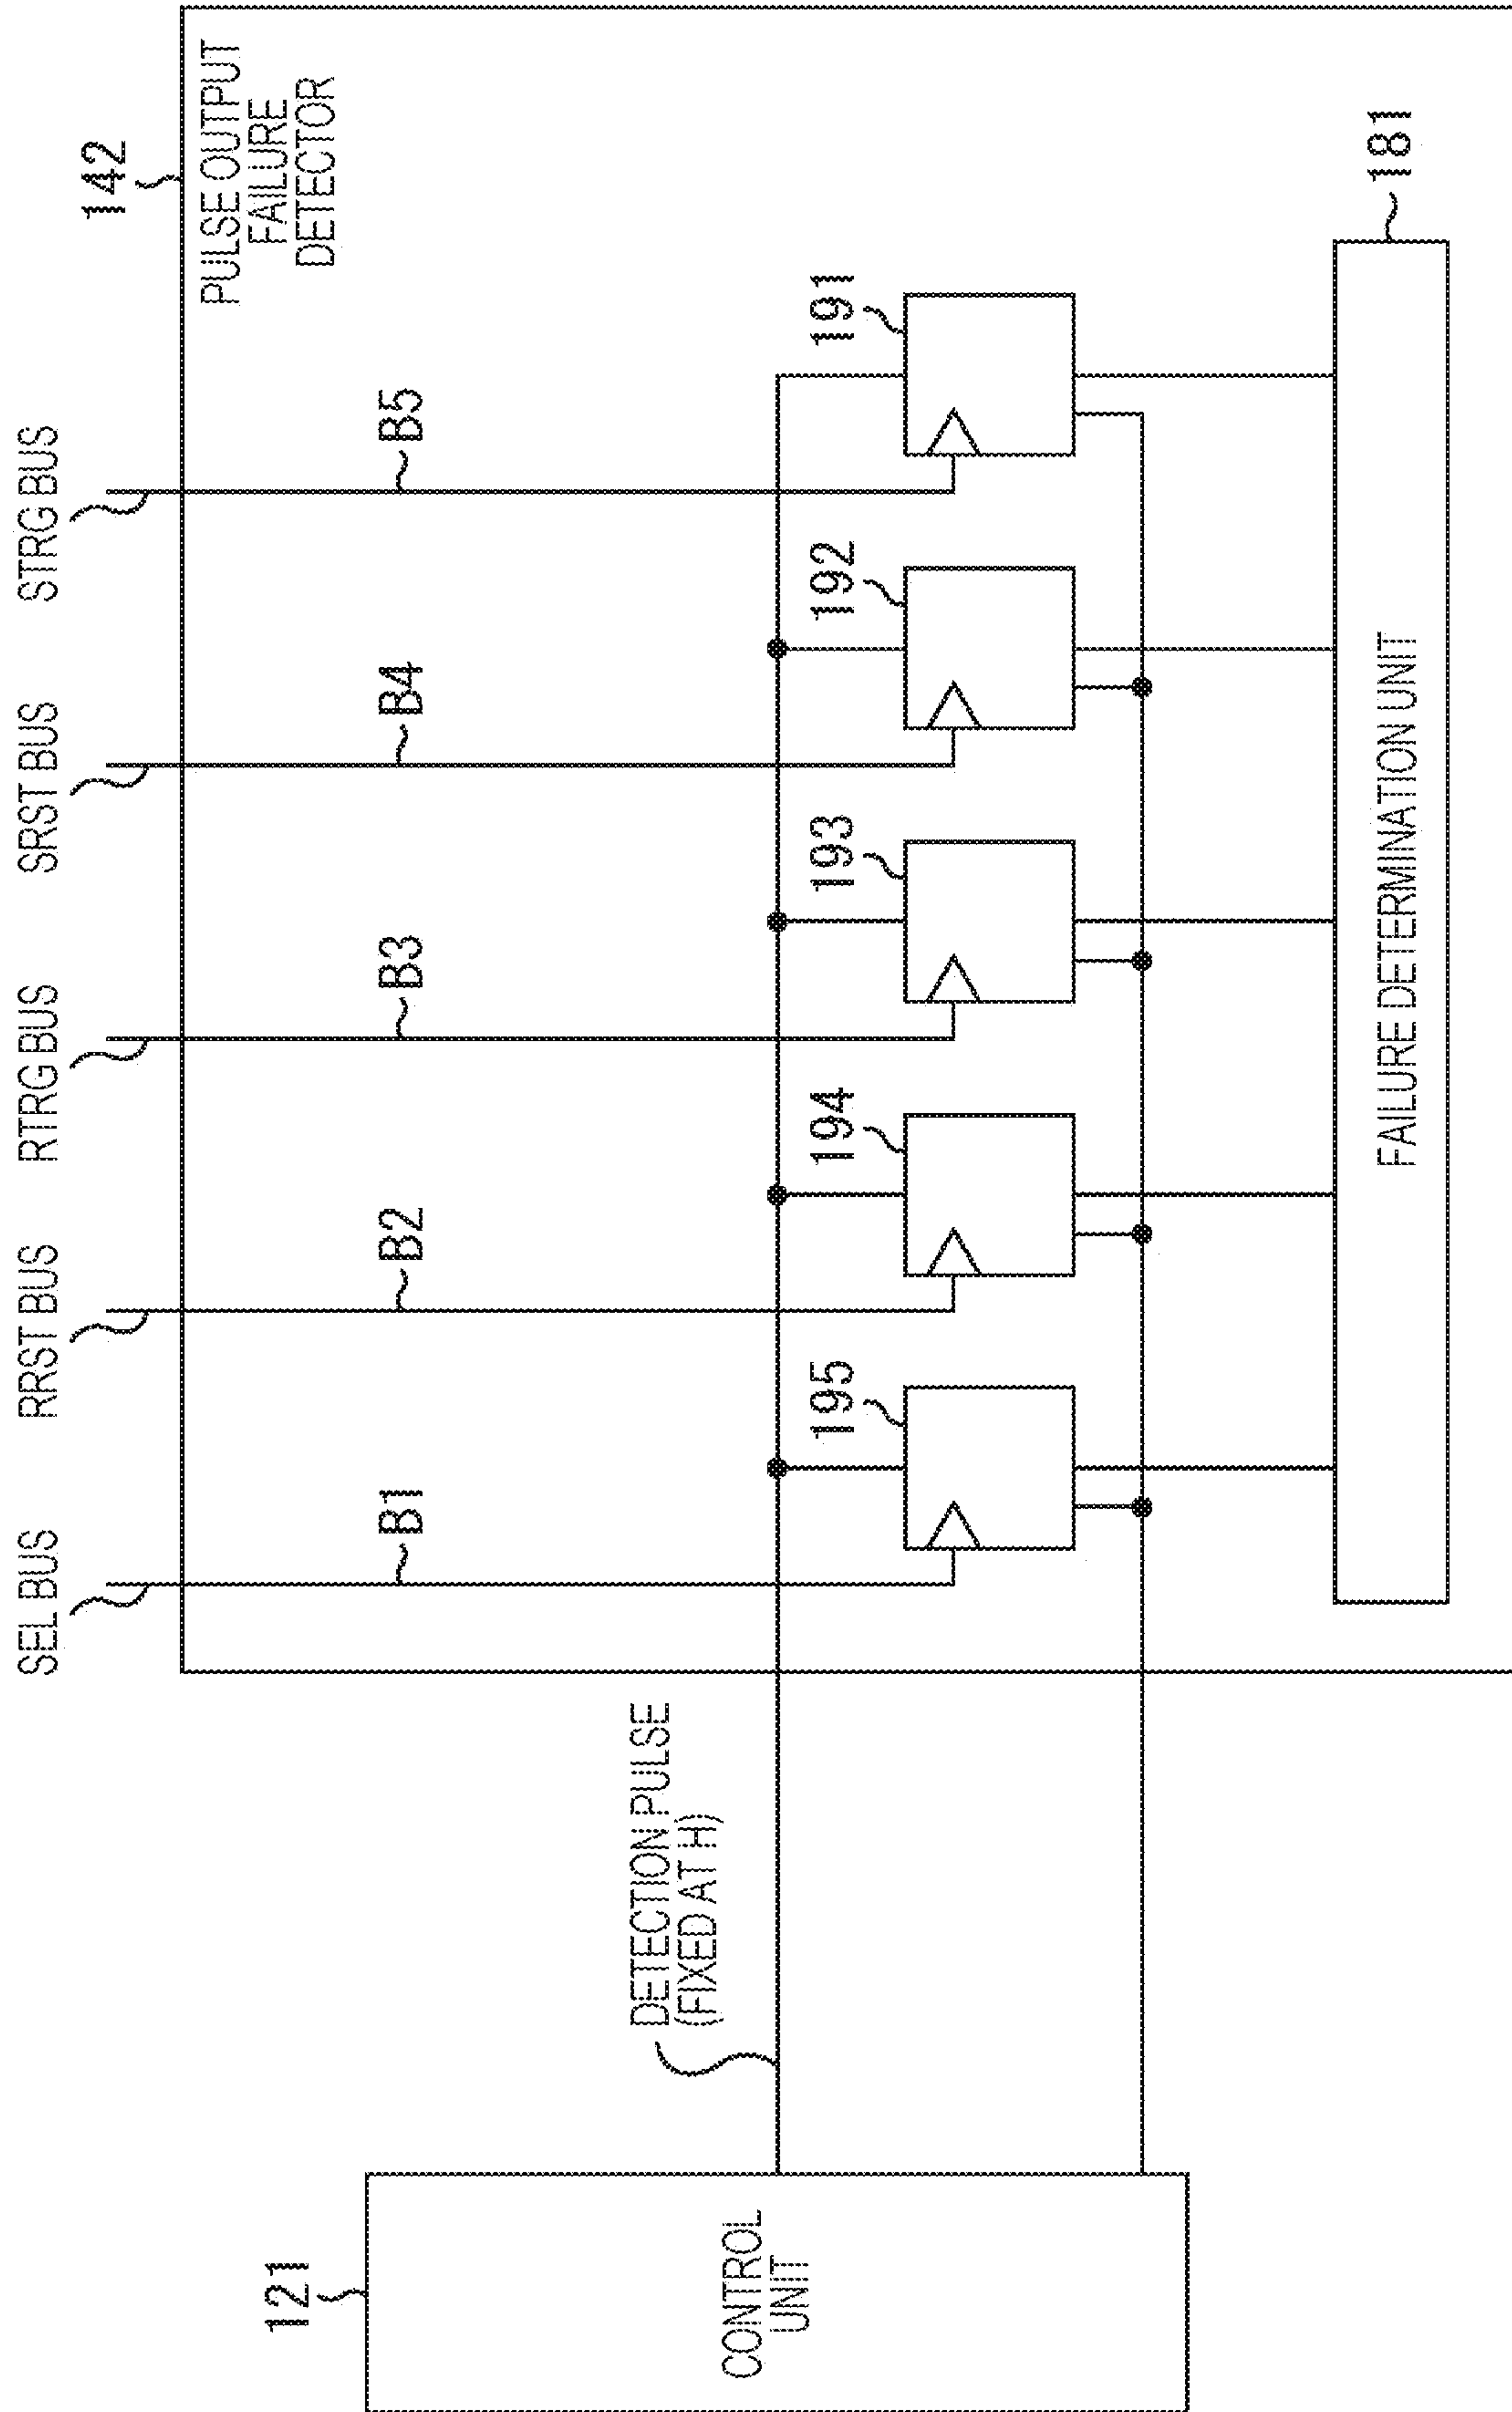 SEL BUS
RRST BUS
RTRG BUS
SRST BUS
STRG BUS
142
PULSE OUTPUT
FAILURE
DETECTOR
121
B1
B2
B3
B4
B5
DETECTION PULSE
(FIXED AT H)
CONTROL
UNIT
195
194
193
192
191
FAILURE DETERMINATION UNIT
181